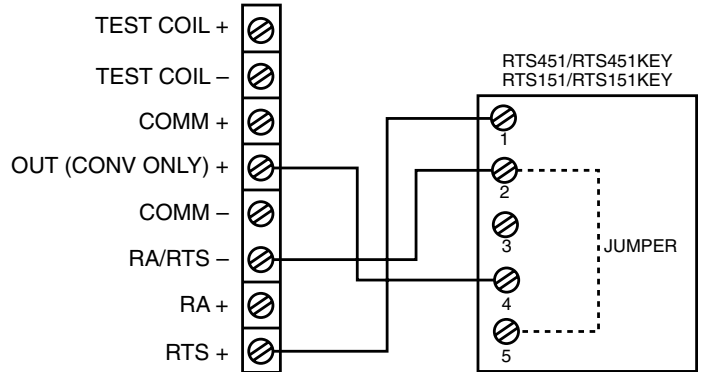 TEST COIL +
TEST COIL –
COMM +
OUT (CONV ONLY) +
COMM –
RA/RTS –
RA +
RTS +
RTS451/RTS451KEY
RTS151/RTS151KEY
1
2
3
4
5
JUMPER